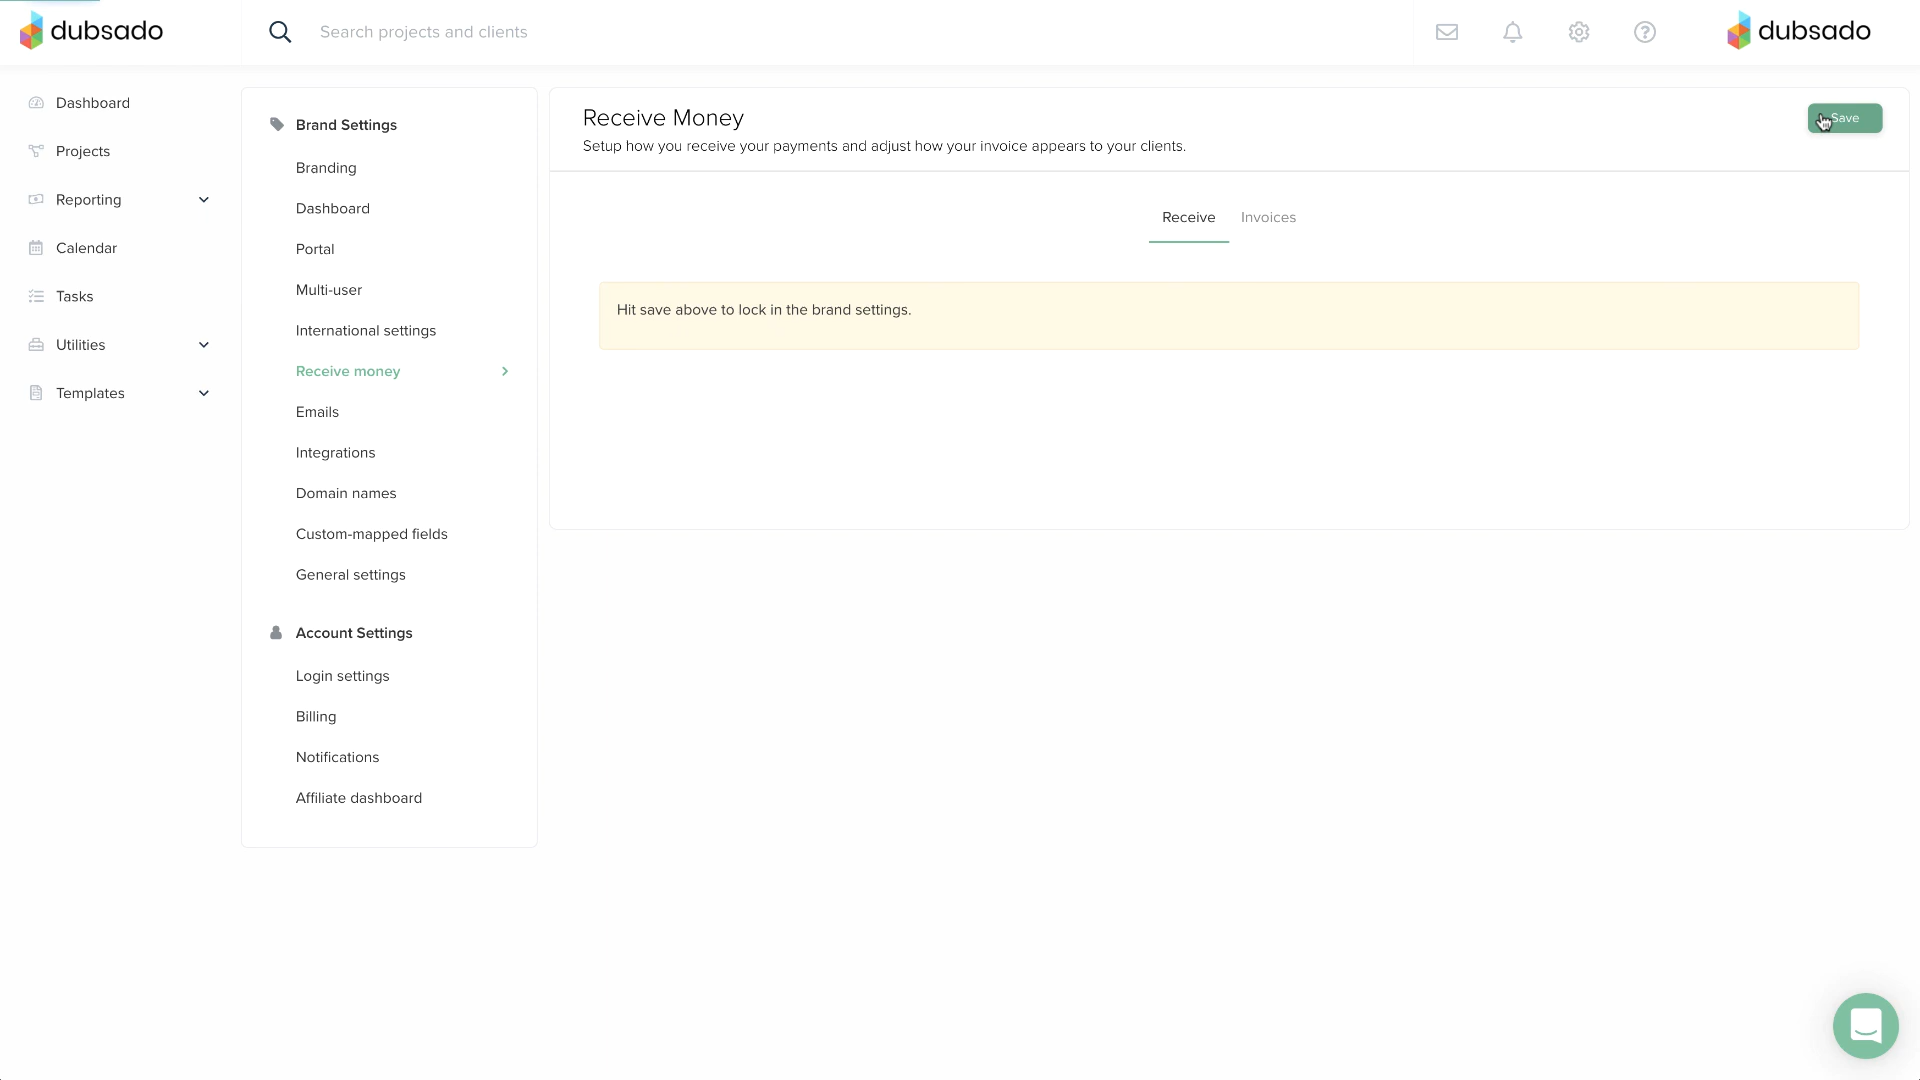 dubsado
Search projects and clients
dubsado
Dashboard
Projects
Reporting
Calendar
Tasks
Utilities
Templates
Brand Settings
Branding
Dashboard
Portal
Multi-user
International settings
Receive money
Emails
Integrations
Domain names
Custom-mapped fields
General settings
Account Settings
Login settings
Billing
Notifications
Affiliate dashboard
Receive Money
Save
Setup how you receive your payments and adjust how your invoice appears to your clients.
Receive Invoices
Hit save above to lock in the brand settings.